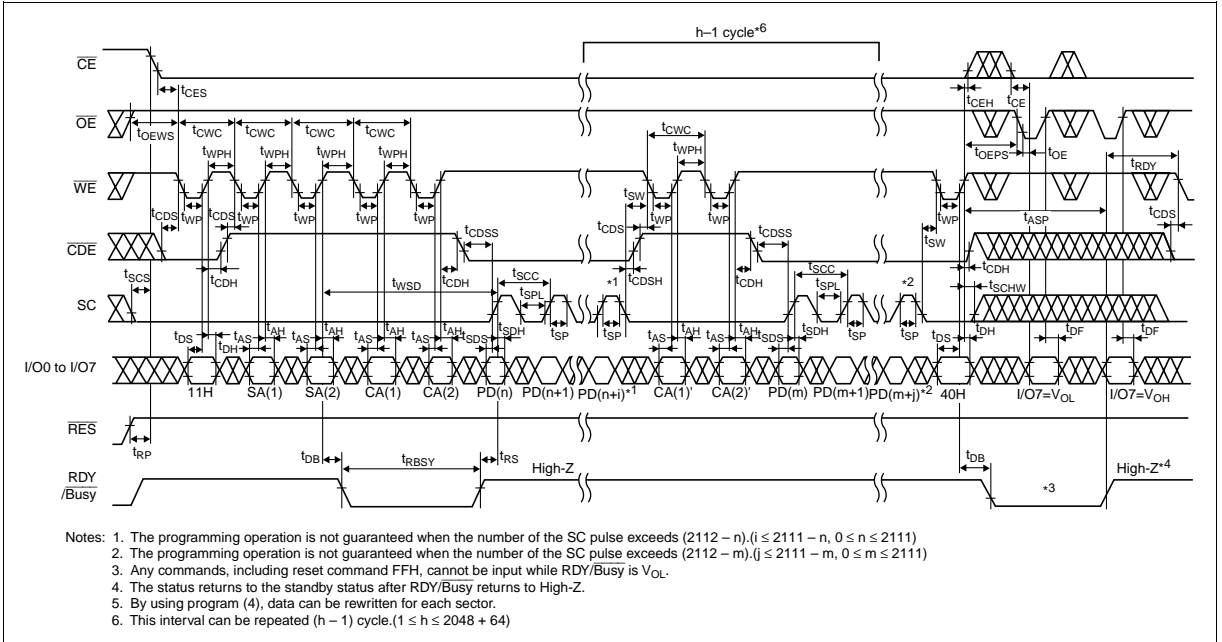 h–1 cycle*6
CE
tCES tCEH tCE
OE
tOEWS tCWC tCWC tCWC tCWC tCWC
tWPH tWPH tWPH tWPH tWPH tOEPS tOE tRDY
WE
tCDS tCDS tWP tWP tWP tWP tWP tSW tCDS tWP tWP tWP tSW tASP tCDS
CDE
tCDSS tCDSS
tSCS tCDH tCDH tCDSH tCDH tCDH
tWSD tSCC tSPL *1 tSCC tSPL *2 tSCHW
SC
tDS tDH tAS tAH tAS tAH tAS tAH tAS tAH tSDS tSDH tSP tSP tAS tAH tAS tAH tSDS tSDH tSP tSP tDS tDH tDF tDF
I/O0 to I/O7
11H SA(1) SA(2) CA(1) CA(2) PD(n) PD(n+1) PD(n+i)*1 CA(1)' CA(2)' PD(m) PD(m+1) PD(m+j)*2 40H I/O7=VOL I/O7=VOH
RES
tRP
tDB tRBSY tRS High-Z tDB *3 High-Z*4
RDY
/Busy
Notes: 1. The programming operation is not guaranteed when the number of the SC pulse exceeds (2112 – n).(i ≤ 2111 – n, 0 ≤ n ≤ 2111)
2. The programming operation is not guaranteed when the number of the SC pulse exceeds (2112 – m).(j ≤ 2111 – m, 0 ≤ m ≤ 2111)
3. Any commands, including reset command FFH, cannot be input while RDY/Busy is VOL.
4. The status returns to the standby status after RDY/Busy returns to High-Z.
5. By using program (4), data can be rewritten for each sector.
6. This interval can be repeated (h – 1) cycle.(1 ≤ h ≤ 2048 + 64)